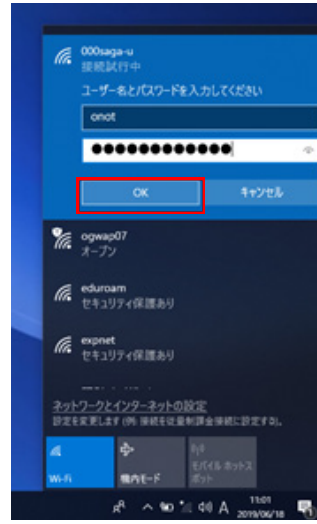 000saga-u
接続試行中
ユーザー名とパスワードを入力してください
onot
●●●●●●●●●●●●
OK
キャンセル
ogwap07
オープン
eduroam
セキュリティ保護あり
expnet
セキュリティ保護あり
ネットワークとインターネットの設定
設定を変更します (例: 接続を従量制課金接続に設定する)。
Wi-Fi
機内モード
モバイル ホットス
ポット
A
11:01
2019/06/18
1